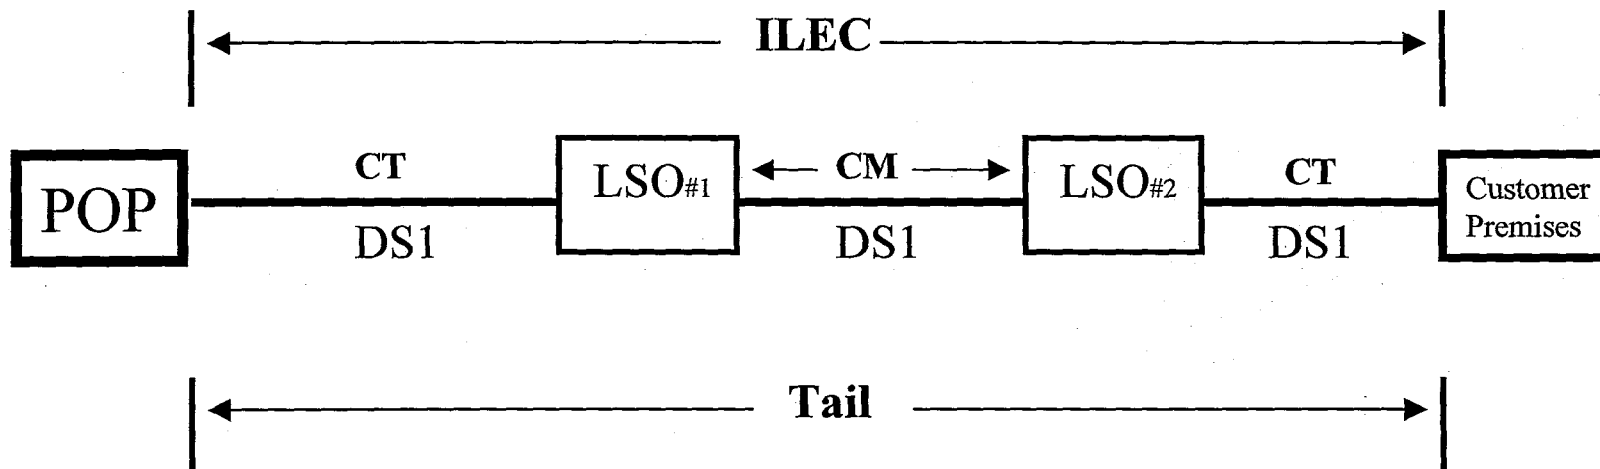 ILEC
POP
CT
DS1
LSO#1
CM
DS1
LSO#2
CT
DS1
Customer
Premises
Tail